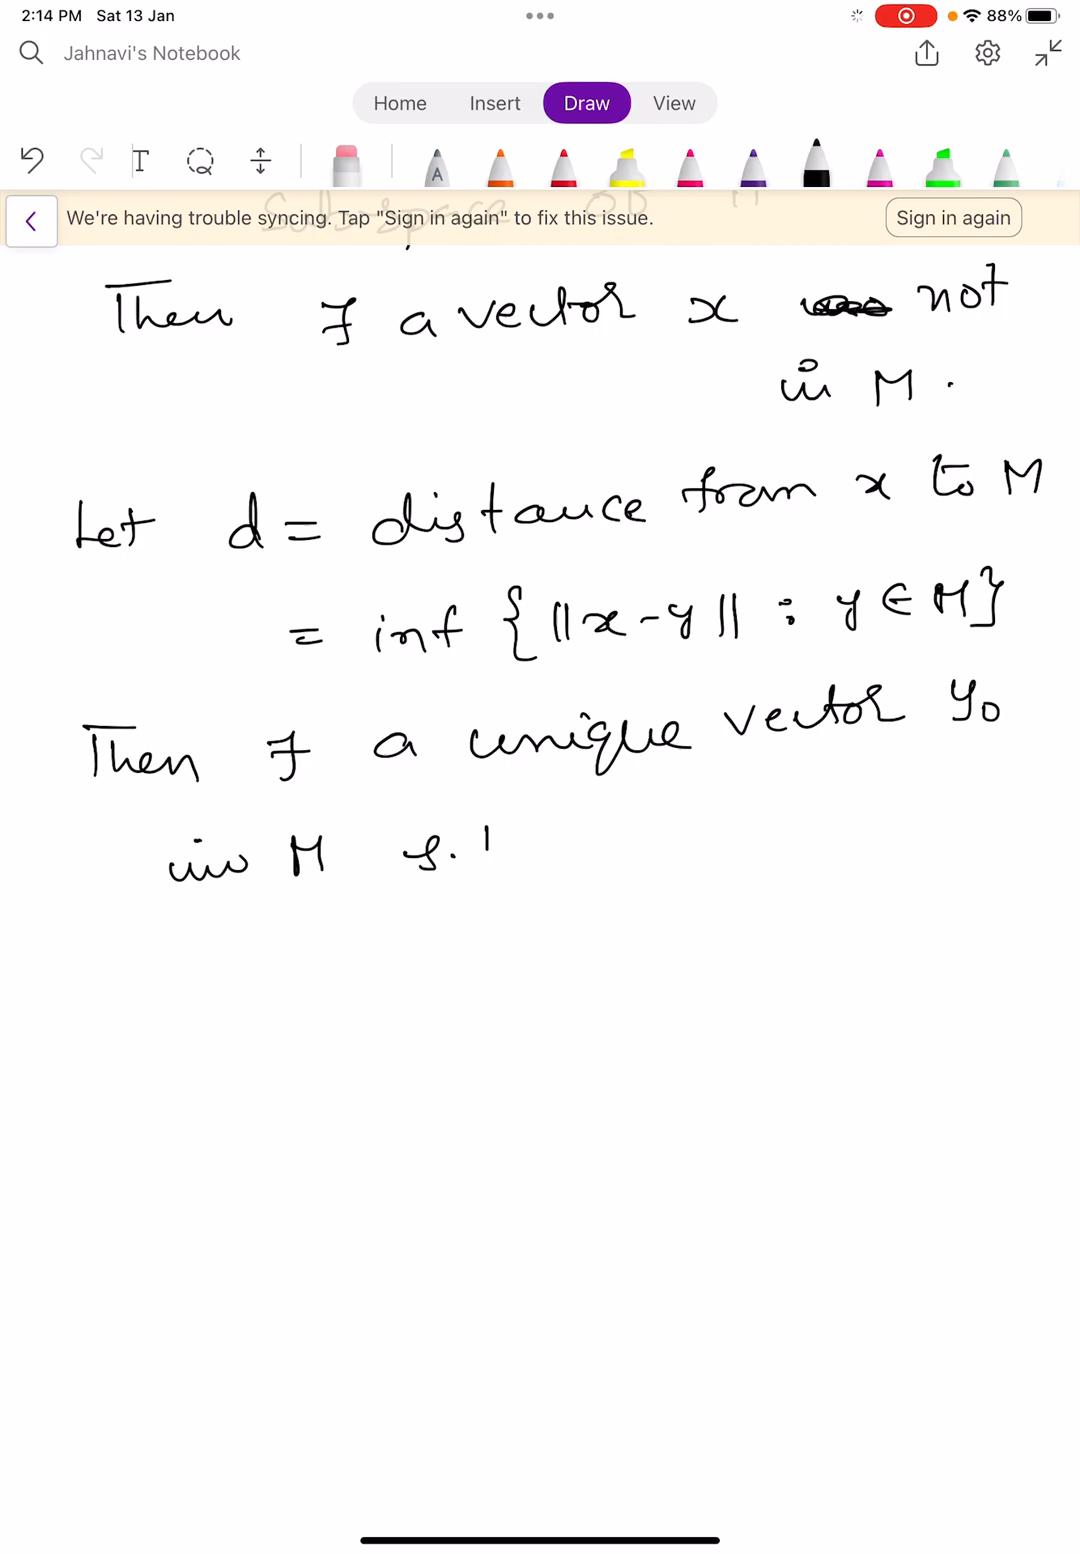 2:14 PM Sat 13 Jan 88%
Jahnavi's Notebook
Home Insert Draw View
T A
We're having trouble syncing. Tap "Sign in again" to fix this issue. Sign in again
Then ∃ a vector x not
in M.
Let d = distance from x to M
= inf {||x-y|| : y ∈ M}
Then ∃ a unique vector y₀
in M s.